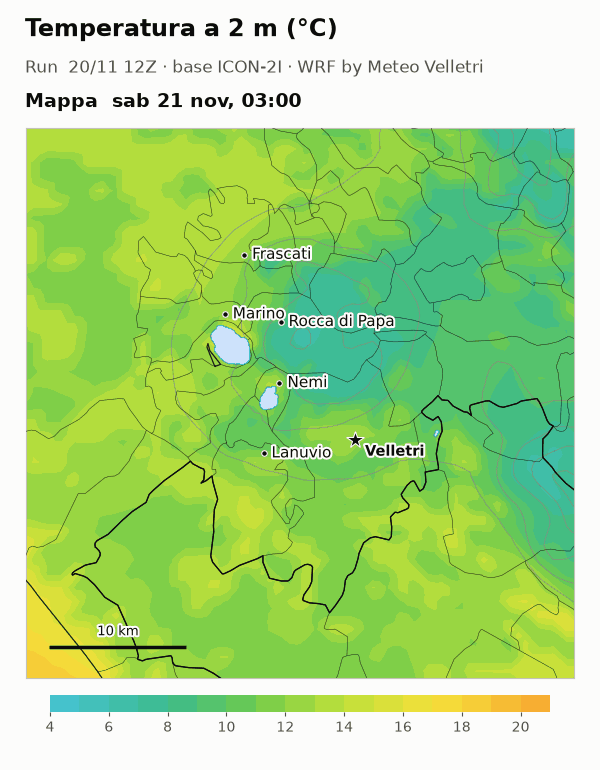 Temperatura a 2 m (°C)
Run  20/11 12Z · base ICON-2I · WRF by Meteo Velletri
Mappa  sab 21 nov, 03:00
Frascati
Marino
Rocca di Papa
Nemi
Lanuvio
Velletri
10 km
4 6 8 10 12 14 16 18 20